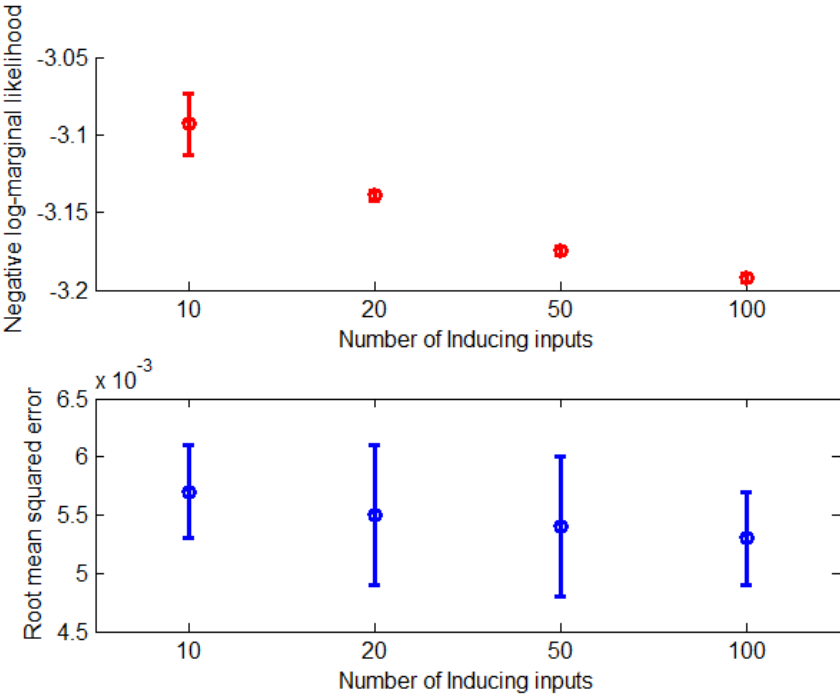 Negative log-marginal likelihood
-3.05
-3.1
-3.15
-3.2
10 20 50 100
Number of Inducing inputs
x 10-3
Root mean squared error
6.5
6
5.5
5
4.5
10 20 50 100
Number of Inducing inputs